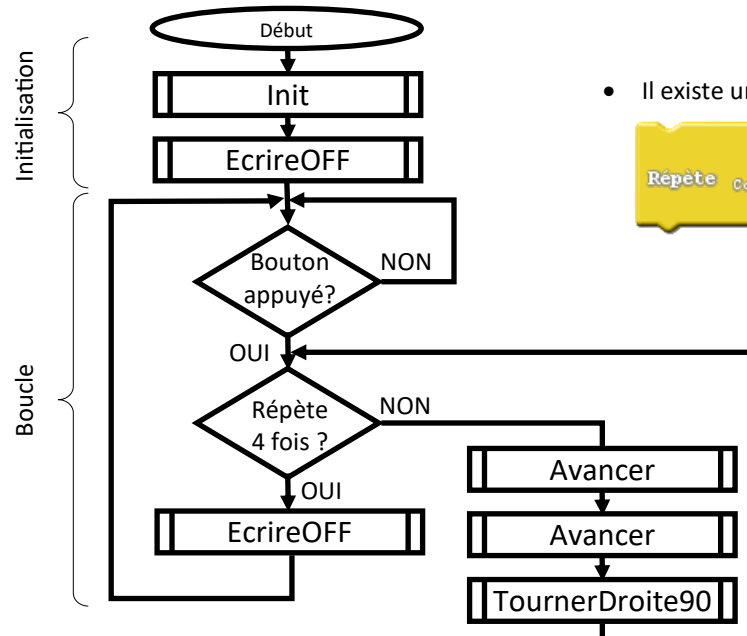 Début
Initialisation
Init
EcrireOFF
Il existe
Répète
Bouton
appuyé?
NON
OUI
Boucle
Répète
4 fois ?
NON
OUI
EcrireOFF
Avancer
Avancer
TournerDroite90